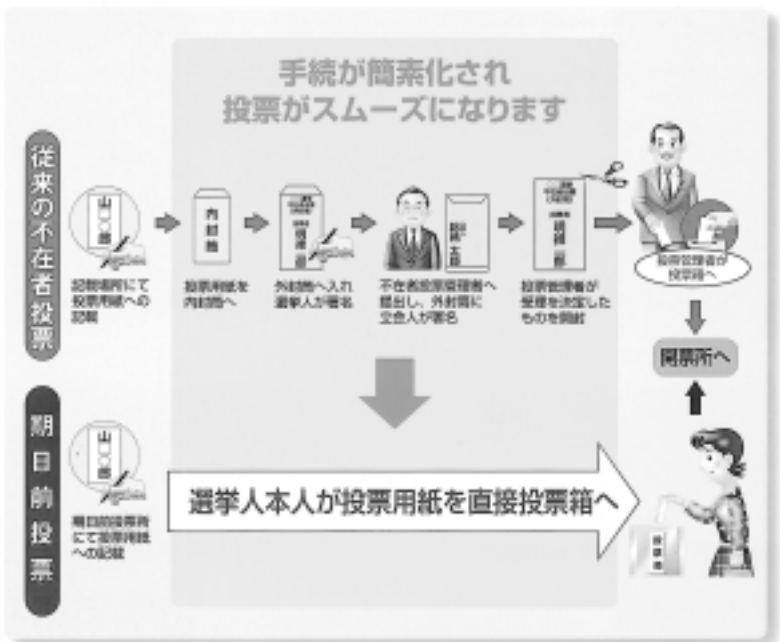 手続が簡素化され
投票がスムーズになります
従来の不在者投票
山□○郎
記載場所にて
投票用紙への
記載
内封筒
投票用紙を
内封筒へ
外封筒へ入れ
選挙人が署名
不在者投票管理者へ
提出し、外封筒に
立会人が署名
投票管理者が
受理を決定した
ものを開封
投票管理者が
投票箱へ
開票所へ
期日前投票
山□○郎
期日前投票所
にて投票用紙
への記載
選挙人本人が投票用紙を直接投票箱へ
投票箱